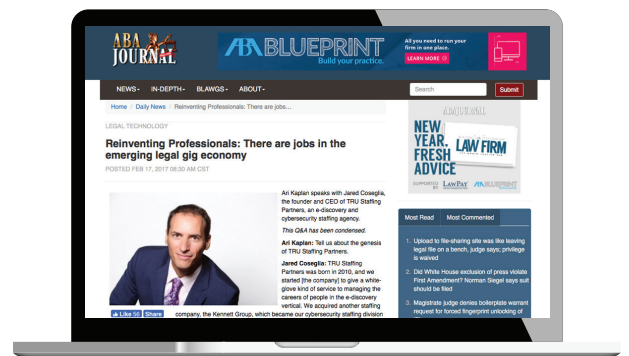 ABA
JOURNAL
ABA BLUEPRINT
Build your practice.
All you need to run your
firm in one place.
LEARN MORE
NEWS
IN-DEPTH
BLAWGS
ABOUT
Search
Submit
Home / Daily News / Reinventing Professionals: There are jobs...
LEGAL TECHNOLOGY
Reinventing Professionals: There are jobs in the
emerging legal gig economy
POSTED FEB 17, 2017 08:30 AM CST
Ari Kaplan speaks with Jared Coseglia,
the founder and CEO of TRU Staffing
Partners, an e-discovery and
cybersecurity staffing agency.
This Q&A has been condensed.
Ari Kaplan: Tell us about the genesis
of TRU Staffing Partners.
Jared Coseglia: TRU Staffing
Partners was born in 2010, and we
started [the company] to give a white-
glove kind of service to managing the
careers of people in the e-discovery
vertical. We acquired another staffing
company, the Kennett Group, which became our cybersecurity staffing division
Like 56 Share
ABA JOURNAL
NEW
YEAR.
FRESH
ADVICE
LAW FIRM
SUPPORTED
BY
LAWPAY
ABA BLUEPRINT
Most Read
Most Commented
1. Upload to file-sharing site was like leaving
legal file on a bench, judge says; privilege
is waived
2. Did White House exclusion of press violate
First Amendment? Norman Siegel says suit
should be filed
3. Magistrate judge denies boilerplate warrant
request for forced fingerprint unlocking of